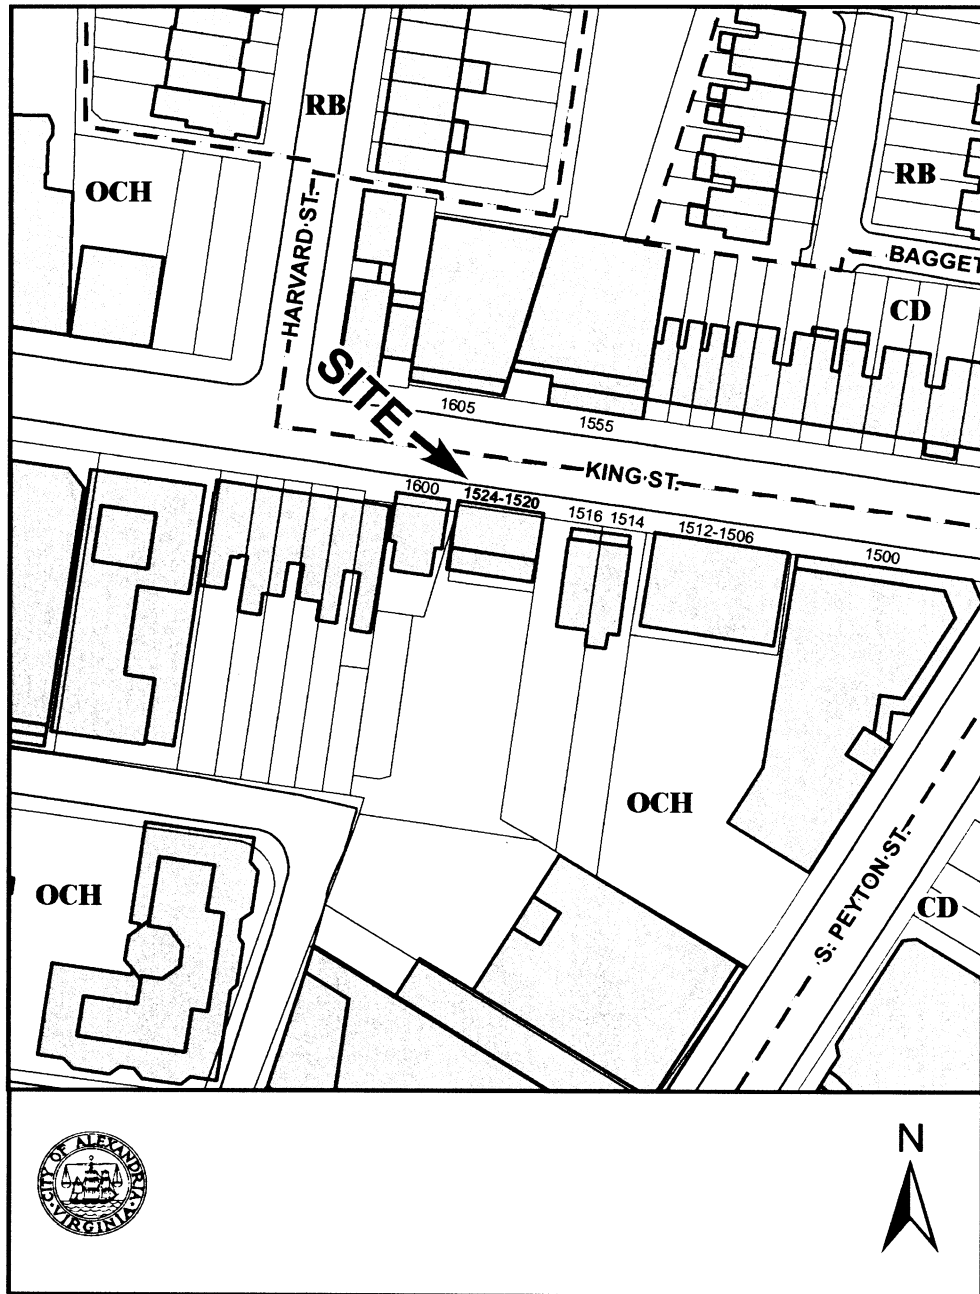 RB
OCH
RB
HARVARD ST.
BAGGET
CD
SITE
1605
1555
KING ST.
1600
1524-1520
1516
1514
1512-1506
1500
OCH
OCH
S. PEYTON ST.
CD
CITY OF ALEXANDRIA
VIRGINIA
N